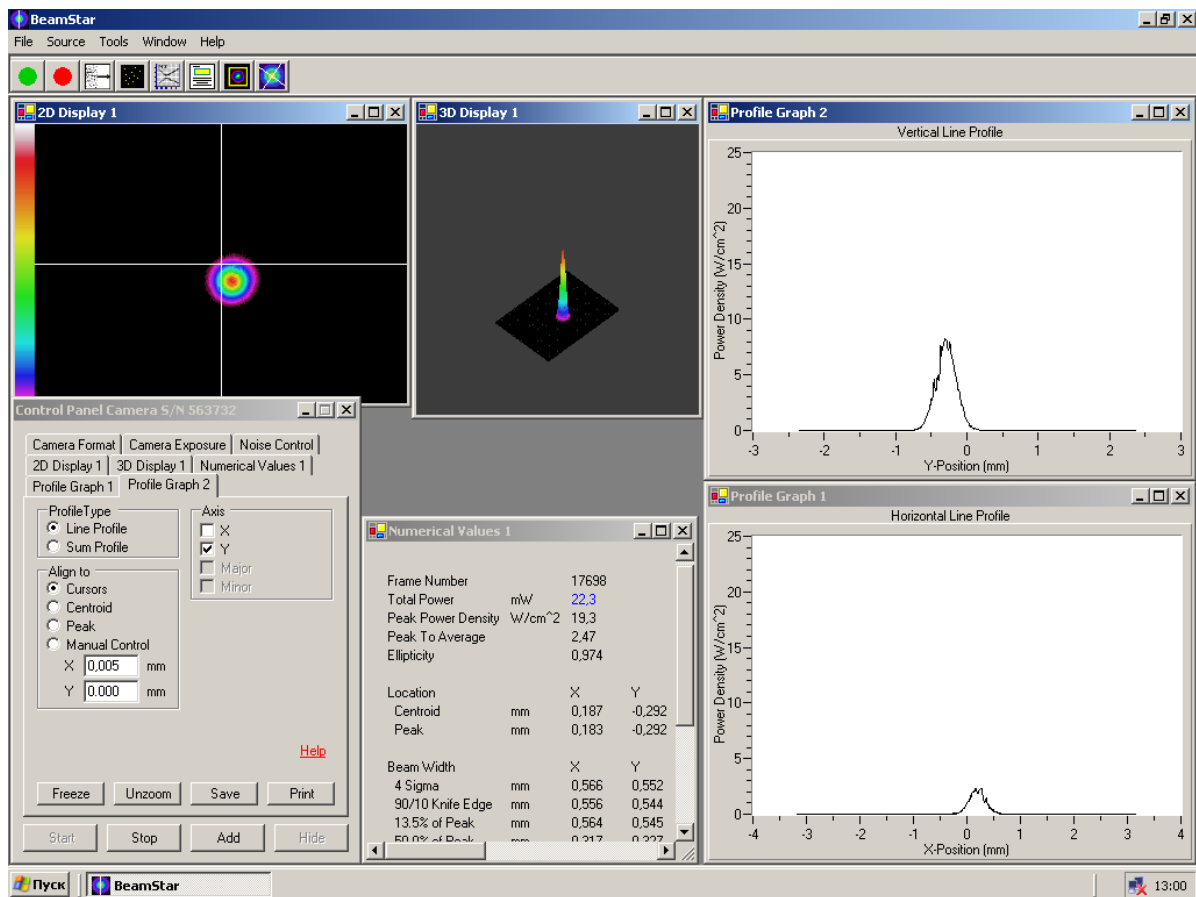 BeamStar
File Source Tools Window Help
2D Display 1
3D Display 1
Profile Graph 2
Vertical Line Profile
25
20
15
10
5
0
Power Density (W/cm^2)
-3 -2 -1 0 1 2 3
Y-Position (mm)
Control Panel Camera S/N 563732
Camera Format Camera Exposure Noise Control
2D Display 1 3D Display 1 Numerical Values 1
Profile Graph 1 Profile Graph 2
ProfileType
Line Profile
Sum Profile
Axis
X
Y
Major
Minor
Align to
Cursors
Centroid
Peak
Manual Control
X 0,005 mm
Y 0.000 mm
Help
Freeze Unzoom Save Print
Start Stop Add Hide
Numerical Values 1
Frame Number 17698
Total Power mW 22,3
Peak Power Density W/cm^2 19,3
Peak To Average 2,47
Ellipticity 0,974
Location X Y
Centroid mm 0,187 -0,292
Peak mm 0,183 -0,292
Beam Width X Y
4 Sigma mm 0,566 0,552
90/10 Knife Edge mm 0,556 0,544
13.5% of Peak mm 0,564 0,545
50.0% of Peak mm 0,317 0,327
Profile Graph 1
Horizontal Line Profile
25
20
15
10
5
0
Power Density (W/cm^2)
-4 -3 -2 -1 0 1 2 3 4
X-Position (mm)
Пуск BeamStar 13:00